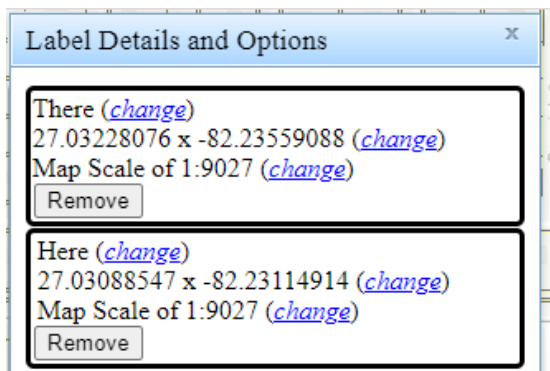 Label Details and Options x
There (change)
27.03228076 x -82.23559088 (change)
Map Scale of 1:9027 (change)
Remove
Here (change)
27.03088547 x -82.23114914 (change)
Map Scale of 1:9027 (change)
Remove